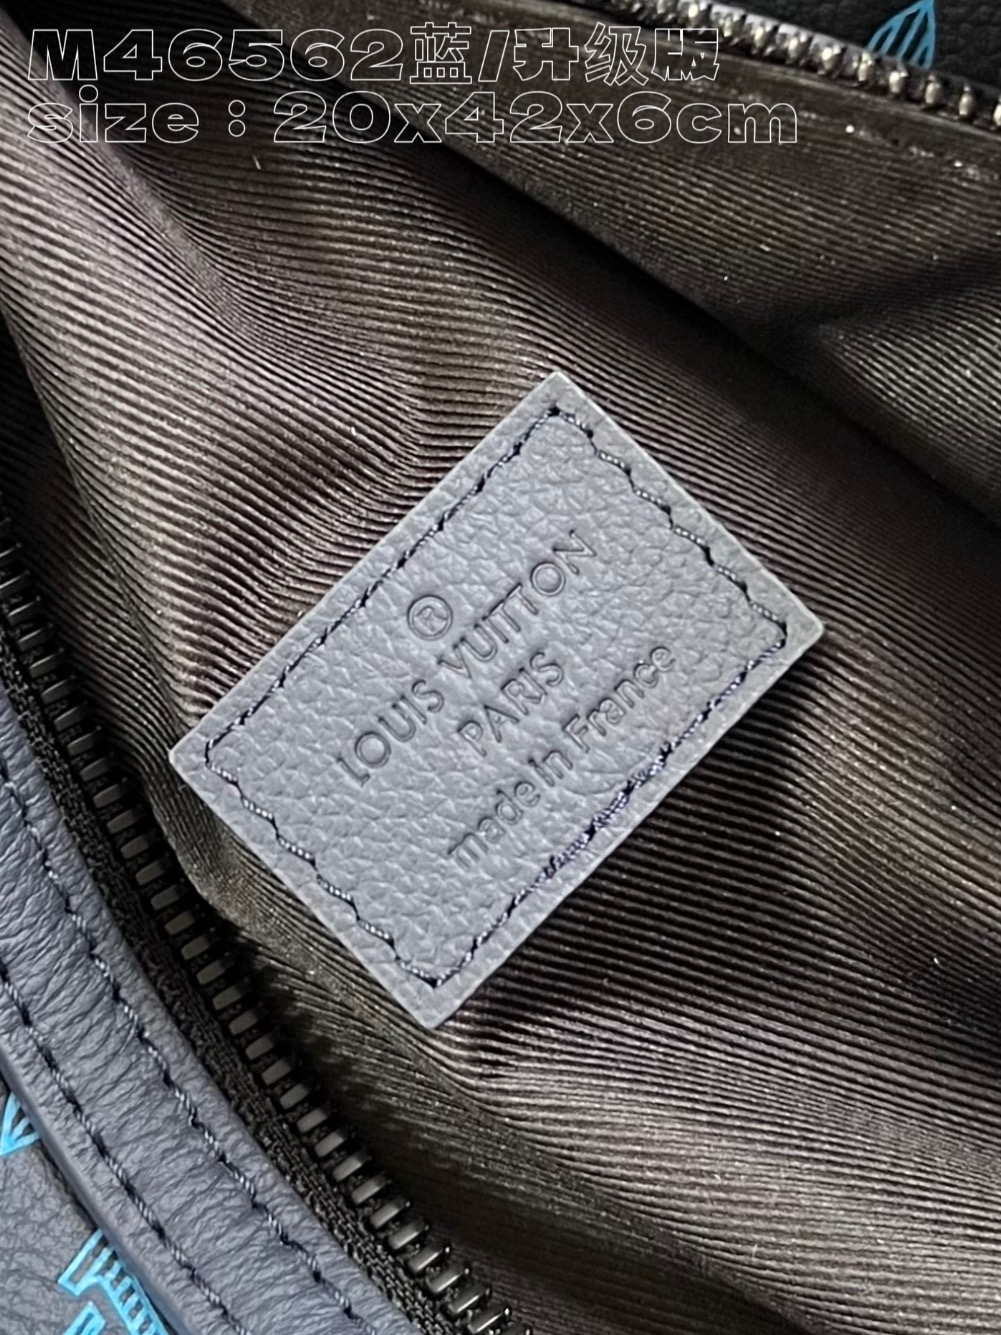 M46562蓝/升级版
size：20x42x6cm
®
LOUIS VUITTON
PARIS
made in France